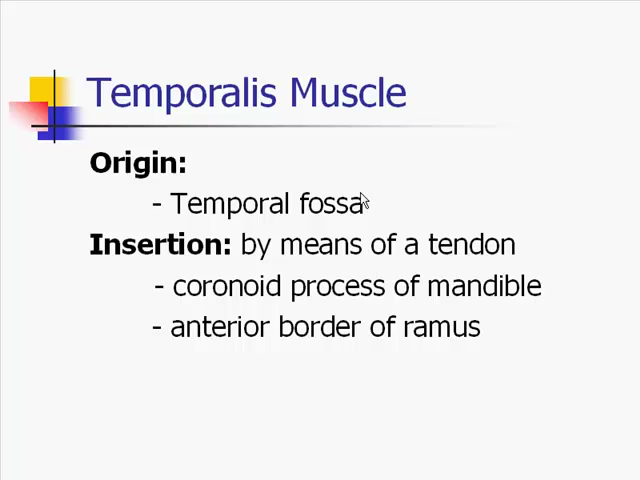 Temporalis Muscle
Origin:
- Temporal fossa
Insertion: by means of a tendon
- coronoid process of mandible
- anterior border of ramus